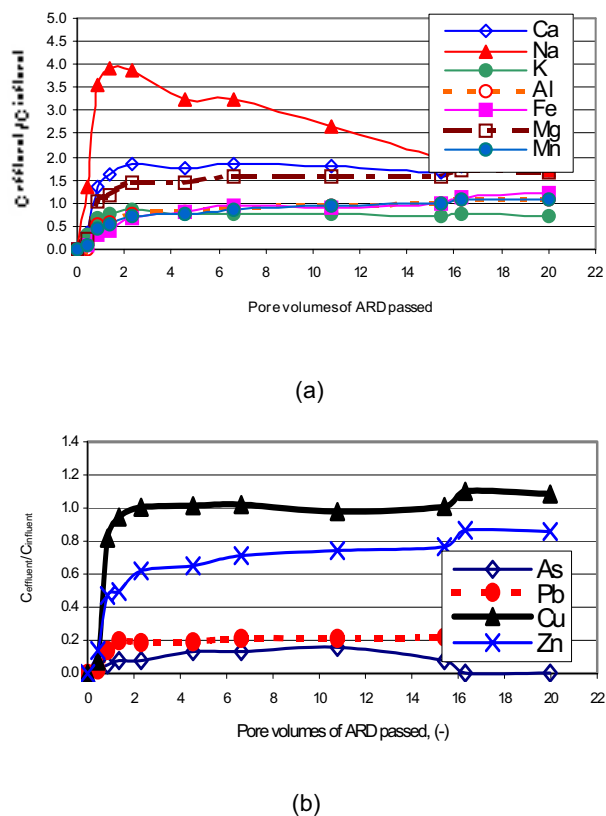 5.0
4.5
4.0
3.5
3.0
2.5
2.0
1.5
1.0
0.5
0.0
C effluent /C influent
Ca
Na
K
Al
Fe
Mg
Mn
0 2 4 6 8 10 12 14 16 18 20 22
Pore volumes of ARD passed
(a)
1.4
1.2
1.0
0.8
0.6
0.4
0.2
0.0
Ceffluent/Cinfluent
As
Pb
Cu
Zn
0 2 4 6 8 10 12 14 16 18 20 22
Pore volumes of ARD passed, (-)
(b)